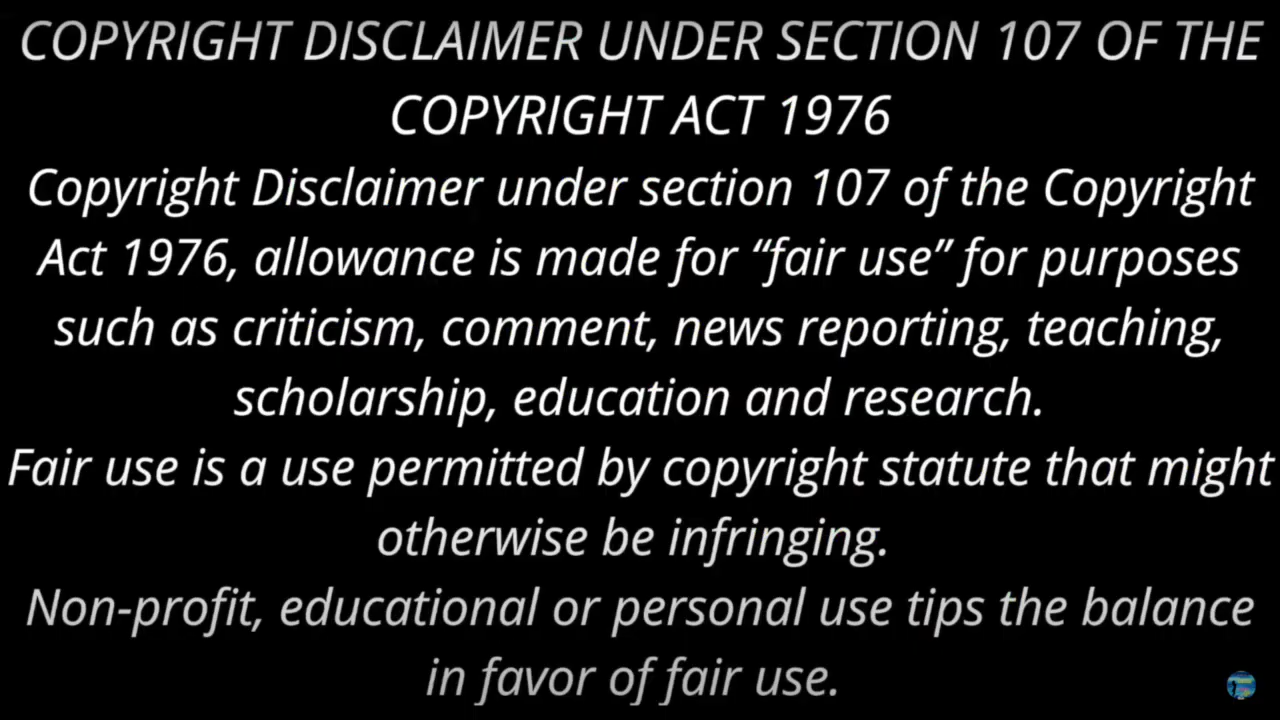 COPYRIGHT DISCLAIMER UNDER SECTION 107 OF THE
COPYRIGHT ACT 1976
Copyright Disclaimer under section 107 of the Copyright
Act 1976, allowance is made for “fair use” for purposes
such as criticism, comment, news reporting, teaching,
scholarship, education and research.
Fair use is a use permitted by copyright statute that might
otherwise be infringing.
Non-profit, educational or personal use tips the balance
in favor of fair use.